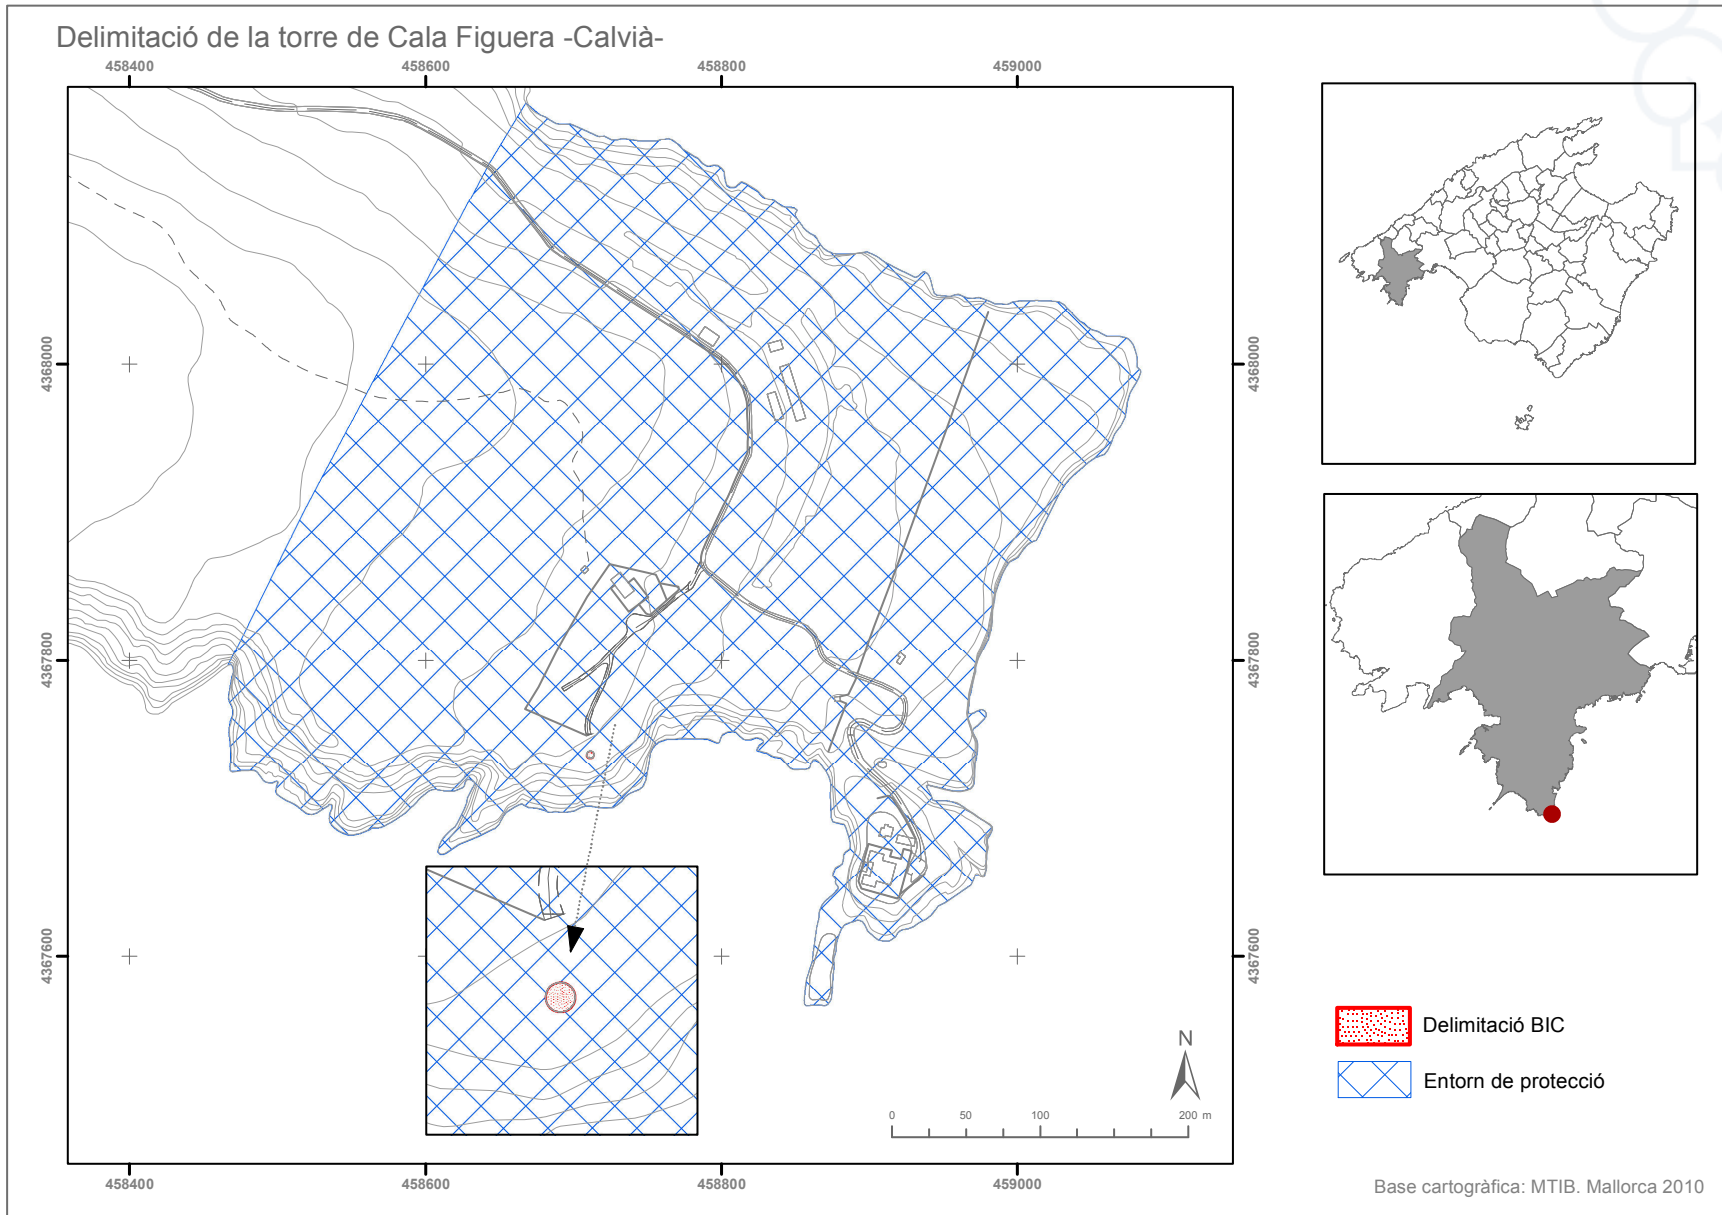 Delimitació de la torre de Cala Figuera -Calvià-
458400 458600 458800 459000
4368000 4368000
4367800 4367800
4367600 4367600
N
0 50 100 200 m
458400 458600 458800 459000
Delimitació BIC
Entorn de protecció
Base cartogràfica: MTIB. Mallorca 2010